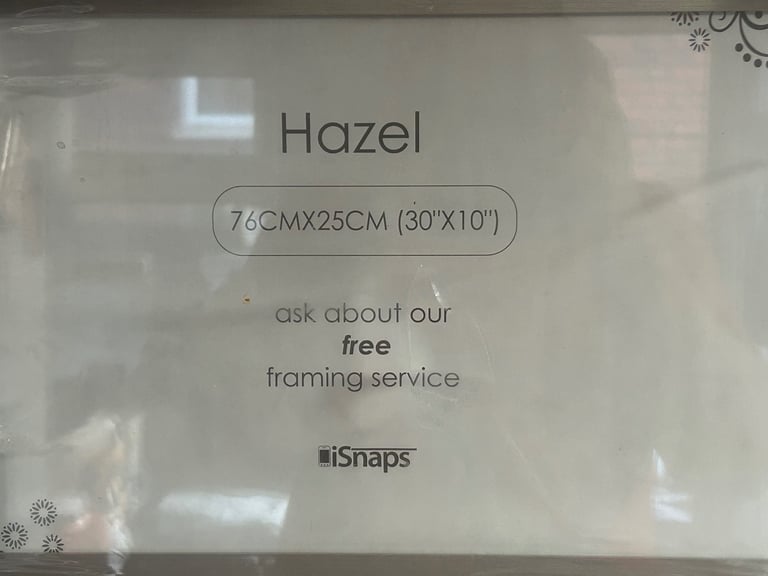 Hazel
76CMX25CM (30"X10")
ask about our
free
framing service
iSnaps